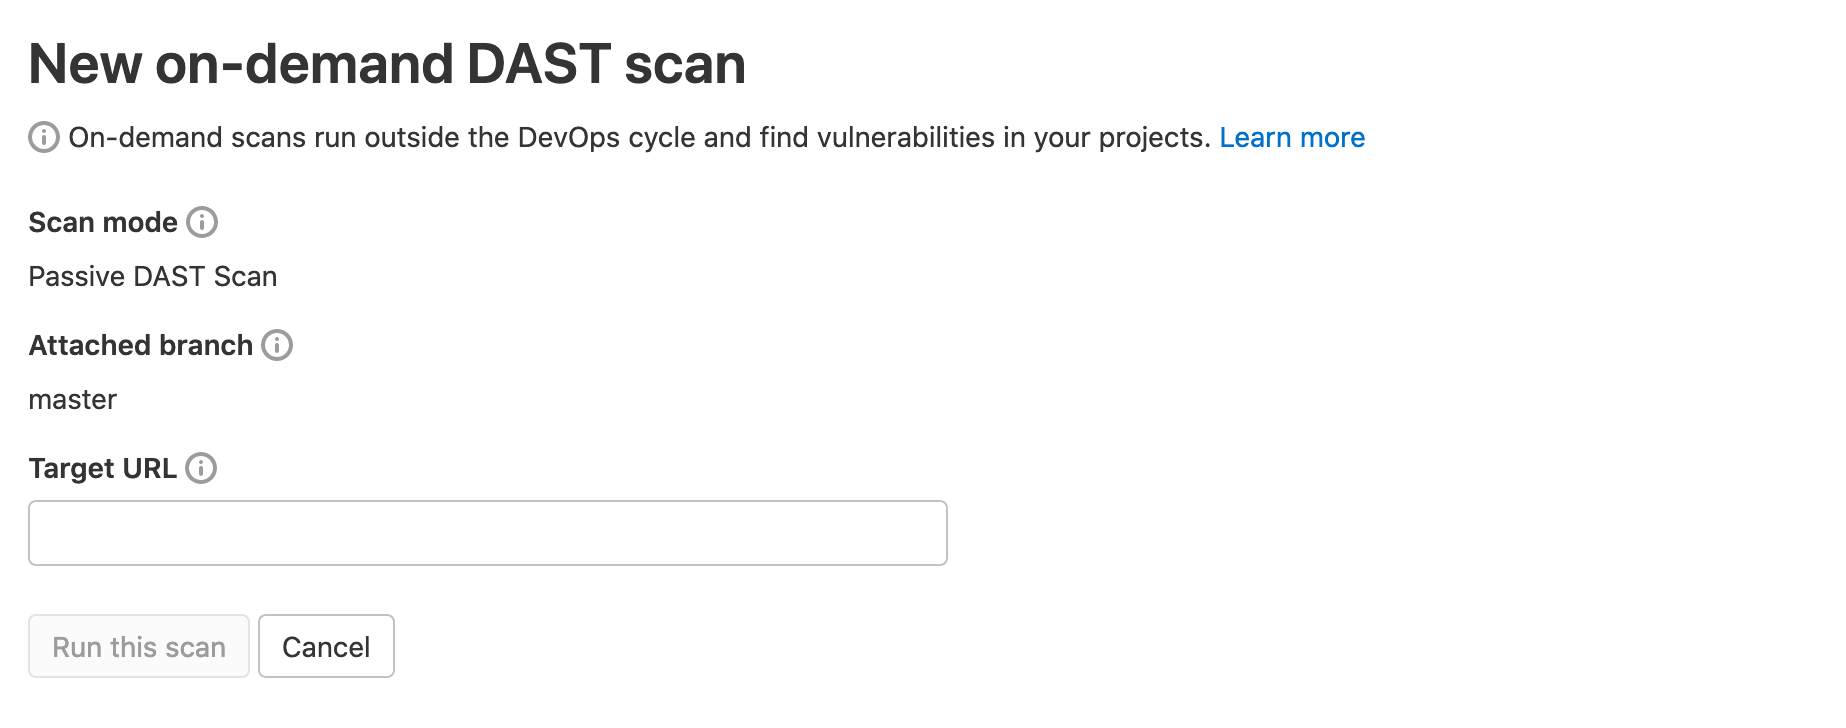 New on-demand DAST scan
On-demand scans run outside the DevOps cycle and find vulnerabilities in your projects. Learn more
Scan mode
Passive DAST Scan
Attached branch
master
Target URL
Run this scan Cancel